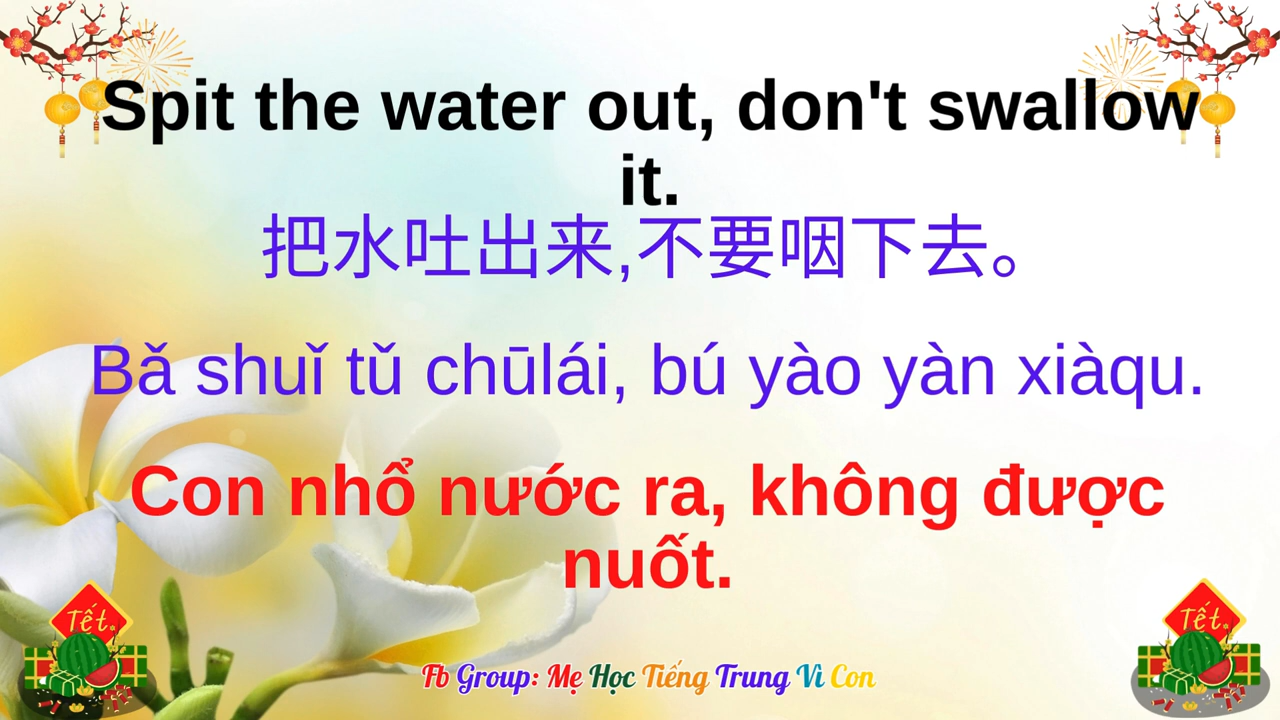 Spit the water out, don't swallow
it.
把水吐出来,不要咽下去。
Bǎ shuǐ tǔ chūlái, bú yào yàn xiàqu.
Con nhổ nước ra, không được
nuốt.
Tết
Tết
Fb Group: Mẹ Học Tiếng Trung Vì Con